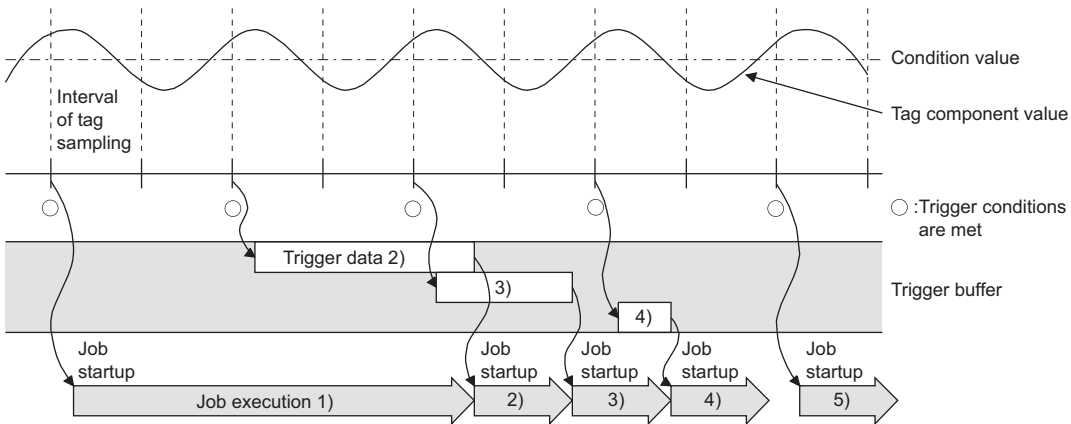 Condition value
Interval
of tag
sampling
Tag component value
○ :Trigger conditions
are met
Trigger data 2)
3)
Trigger buffer
4)
Job
startup
Job
startup
Job
startup
Job
startup
Job
startup
Job execution 1)
2)
3)
4)
5)